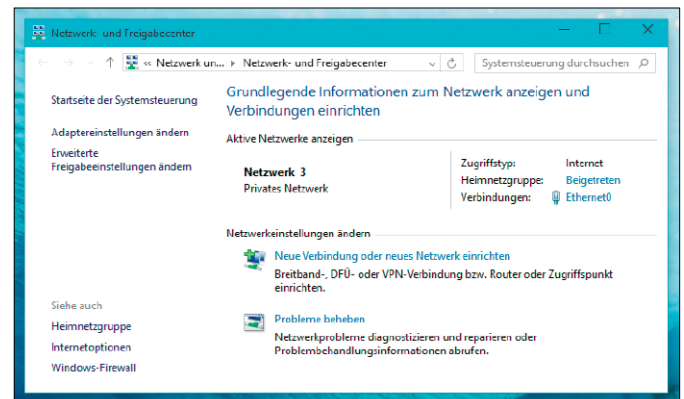 Netzwerk- und Freigabecenter
« Netzwerk un... Netzwerk- und Freigabecenter
Systemsteuerung durchsuchen
Startseite der Systemsteuerung
Adaptereinstellungen ändern
Erweiterte
Freigabeeinstellungen ändern
Grundlegende Informationen zum Netzwerk anzeigen und
Verbindungen einrichten
Aktive Netzwerke anzeigen
Netzwerk 3
Privates Netzwerk
Zugriffstyp: Internet
Heimnetzgruppe: Beigetreten
Verbindungen: Ethernet0
Netzwerkeinstellungen ändern
Neue Verbindung oder neues Netzwerk einrichten
Breitband-, DFÜ- oder VPN-Verbindung bzw. Router oder Zugriffspunkt
einrichten.
Probleme beheben
Netzwerkprobleme diagnostizieren und reparieren oder
Problembehandlungsinformationen abrufen.
Siehe auch
Heimnetzgruppe
Internetoptionen
Windows-Firewall